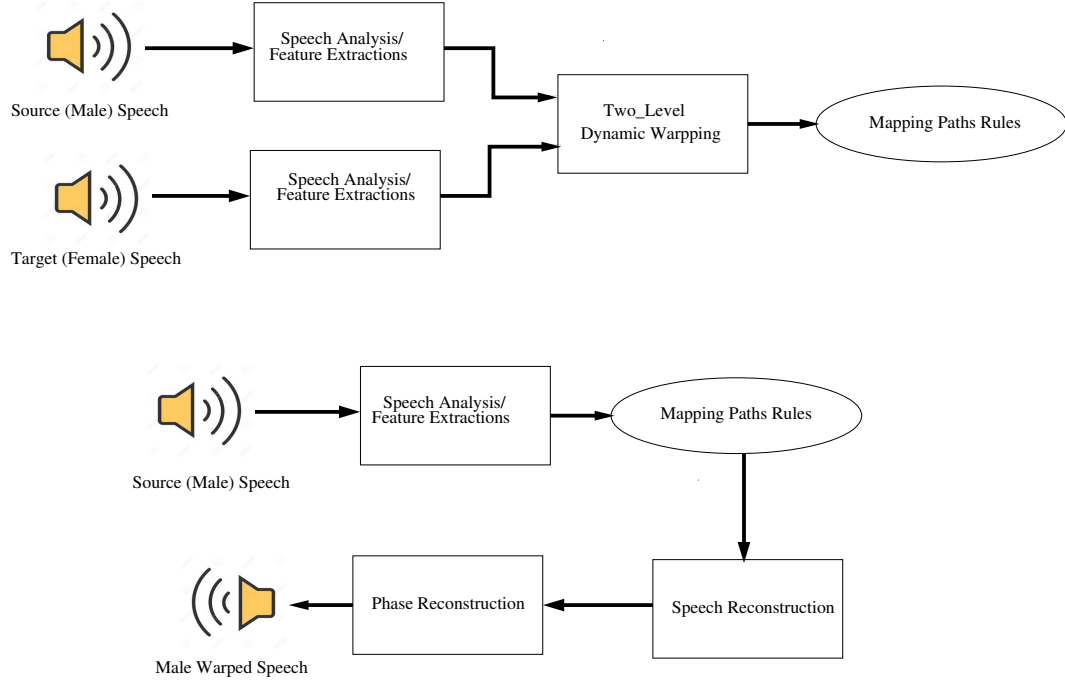 Speech Analysis/
Feature Extractions
Source (Male) Speech
Two_Level
Dynamic Warpping
Mapping Paths Rules
Speech Analysis/
Feature Extractions
Target (Female) Speech
Speech Analysis/
Feature Extractions
Mapping Paths Rules
Source (Male) Speech
Phase Reconstruction
Speech Reconstruction
Male Warped Speech